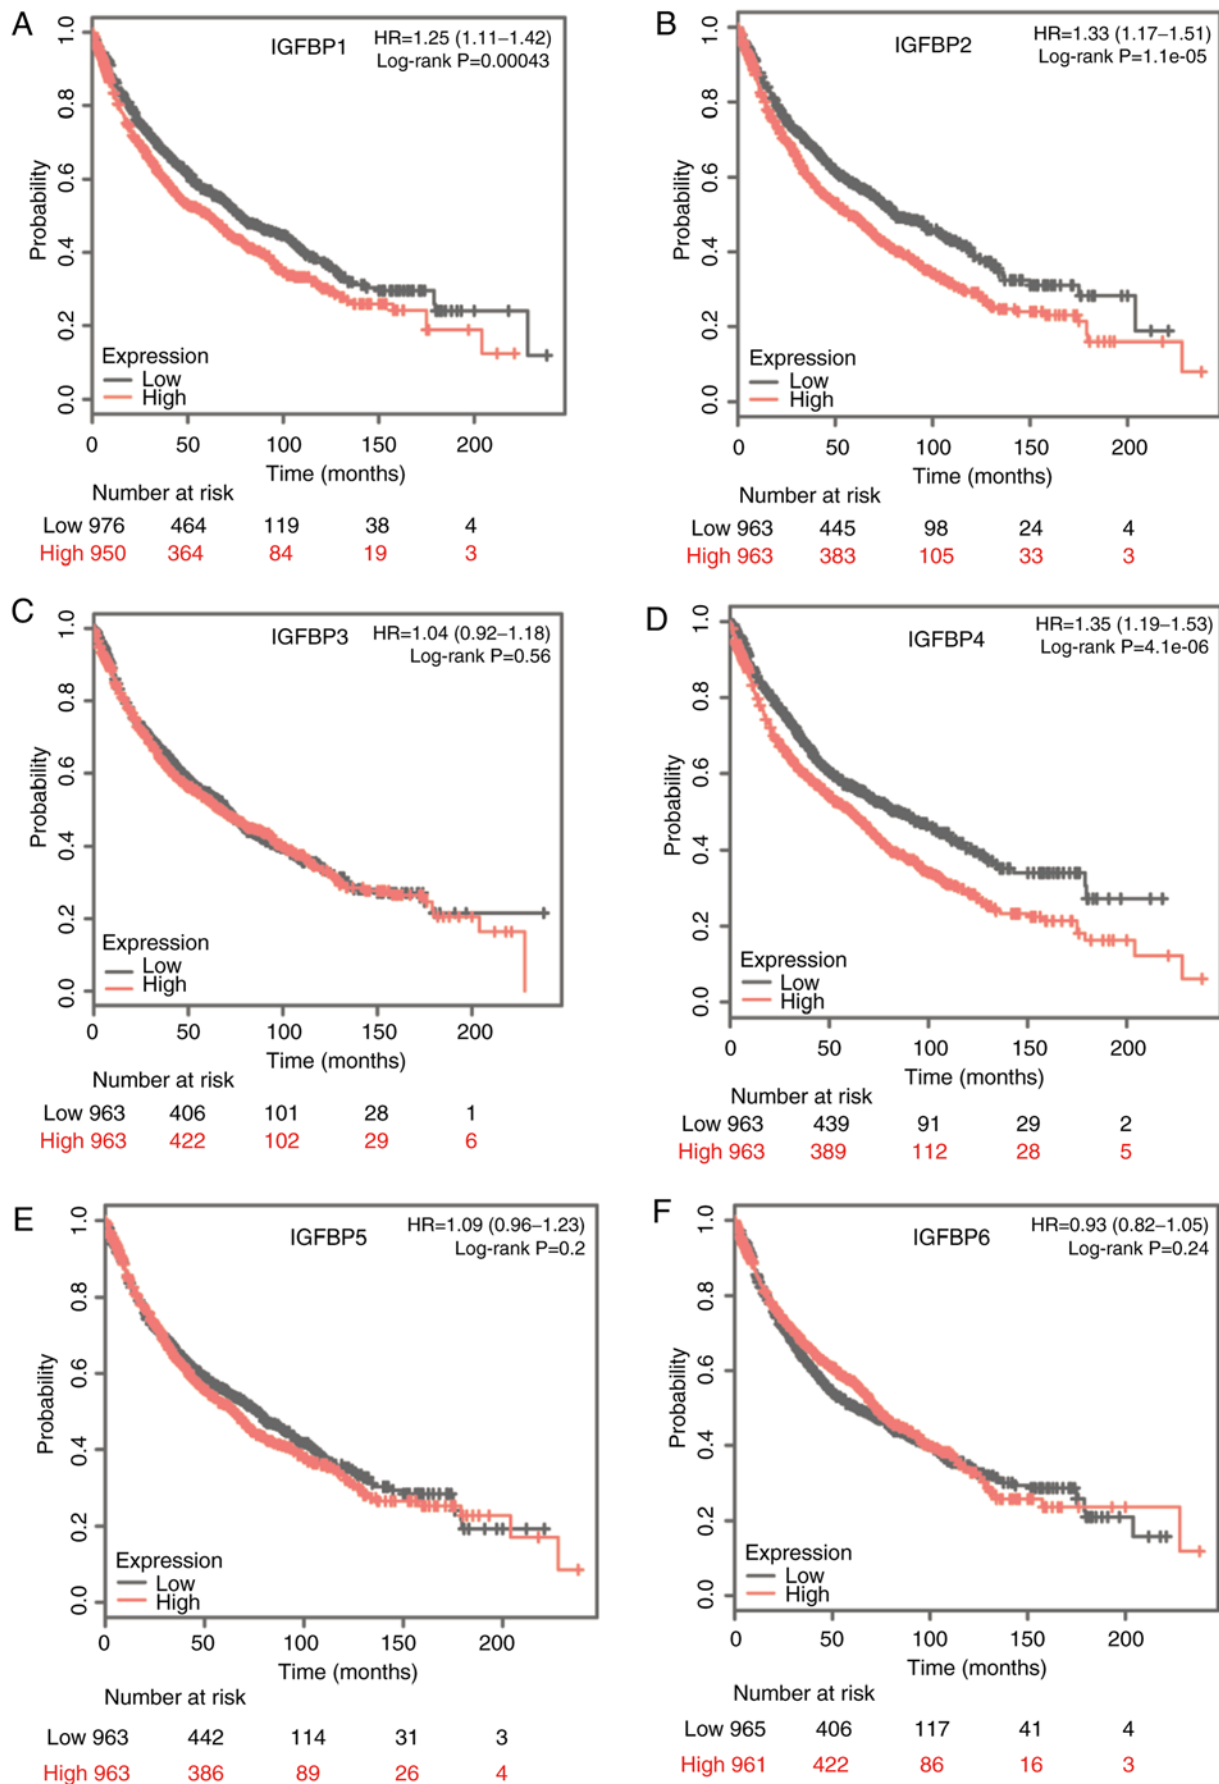 A
IGFBP1
HR=1.25 (1.11–1.42)
Log-rank P=0.00043
Probability
1.0
0.8
0.6
0.4
0.2
0.0
Expression
Low
High
0 50 100 150 200
Time (months)
Number at risk
Low 976 464 119 38 4
High 950 364 84 19 3
B
IGFBP2
HR=1.33 (1.17–1.51)
Log-rank P=1.1e-05
Probability
1.0
0.8
0.6
0.4
0.2
0.0
Expression
Low
High
0 50 100 150 200
Time (months)
Number at risk
Low 963 445 98 24 4
High 963 383 105 33 3
C
IGFBP3
HR=1.04 (0.92–1.18)
Log-rank P=0.56
Probability
1.0
0.8
0.6
0.4
0.2
0.0
Expression
Low
High
0 50 100 150 200
Time (months)
Number at risk
Low 963 406 101 28 1
High 963 422 102 29 6
D
IGFBP4
HR=1.35 (1.19–1.53)
Log-rank P=4.1e-06
Probability
1.0
0.8
0.6
0.4
0.2
0.0
Expression
Low
High
0 50 100 150 200
Time (months)
Number at risk
Low 963 439 91 29 2
High 963 389 112 28 5
E
IGFBP5
HR=1.09 (0.96–1.23)
Log-rank P=0.2
Probability
1.0
0.8
0.6
0.4
0.2
0.0
Expression
Low
High
0 50 100 150 200
Time (months)
Number at risk
Low 963 442 114 31 3
High 963 386 89 26 4
F
IGFBP6
HR=0.93 (0.82–1.05)
Log-rank P=0.24
Probability
1.0
0.8
0.6
0.4
0.2
0.0
Expression
Low
High
0 50 100 150 200
Time (months)
Number at risk
Low 965 406 117 41 4
High 961 422 86 16 3